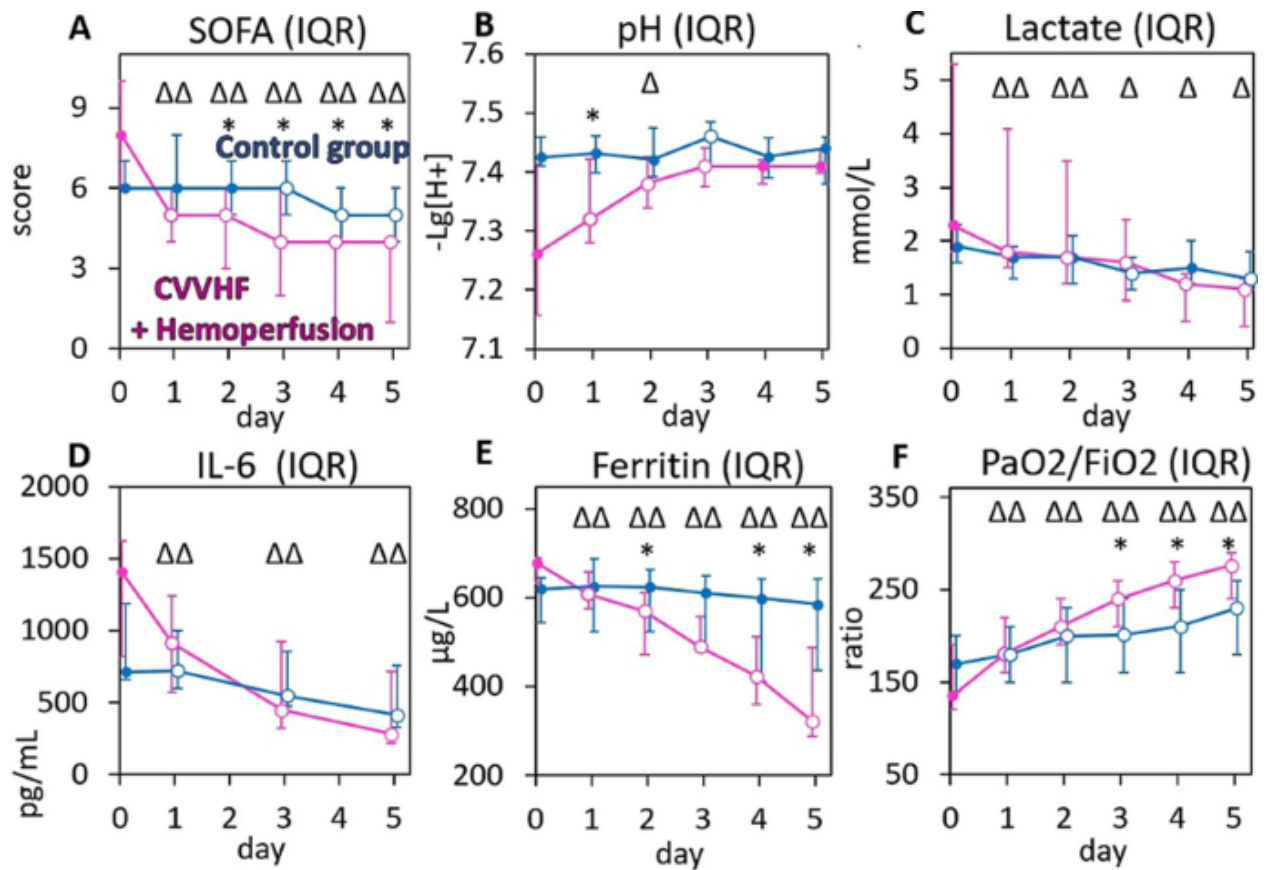 A SOFA (IQR)
ΔΔ ΔΔ ΔΔ ΔΔ ΔΔ
* * * *
Control group
CVVHF
+ Hemoperfusion
score
9
6
3
0
0 1 2 3 4 5
day
B pH (IQR)
Δ
*
-Lg[H+]
7.6
7.5
7.4
7.3
7.2
7.1
0 1 2 3 4 5
day
C Lactate (IQR)
ΔΔ ΔΔ Δ Δ Δ
mmol/L
5
4
3
2
1
0
0 1 2 3 4 5
day
D IL-6 (IQR)
ΔΔ ΔΔ ΔΔ
pg/mL
2000
1500
1000
500
0
0 1 2 3 4 5
day
E Ferritin (IQR)
ΔΔ ΔΔ ΔΔ ΔΔ ΔΔ
* * *
µg/L
800
600
400
200
0 1 2 3 4 5
day
F PaO2/FiO2 (IQR)
ΔΔ ΔΔ ΔΔ ΔΔ ΔΔ
* * *
ratio
350
250
150
50
0 1 2 3 4 5
day